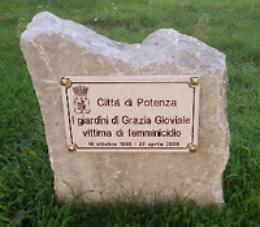 Città di Potenza
I giardini di Grazia Gioviale
vittima di femminicidio